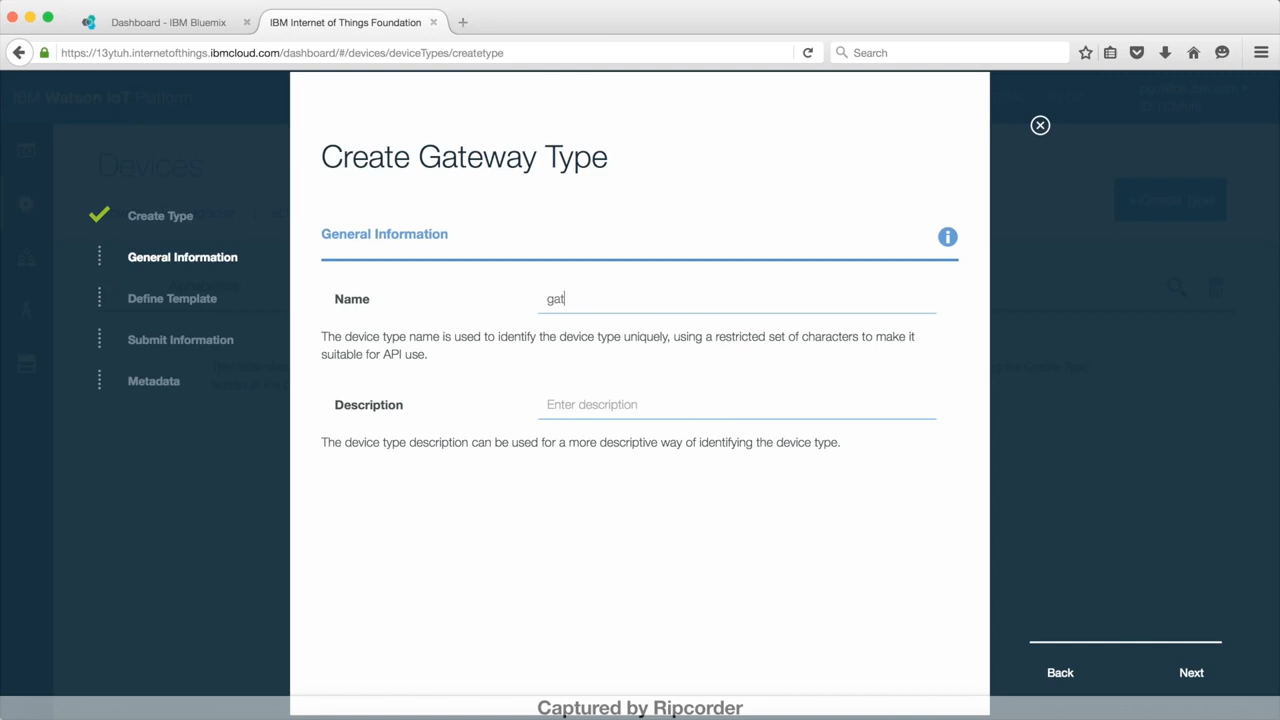 Dashboard - IBM Bluemix
IBM Internet of Things Foundation
https://13ytuh.internetofthings.ibmcloud.com/dashboard/#/devices/deviceTypes/createtype
Search
IBM Watson IoT Platform
Devices
Create Gateway Type
Create Type
General Information
Define Template
Submit Information
Metadata
+ Create Type
General Information
Name
gat
The device type name is used to identify the device type uniquely, using a restricted set of characters to make it
suitable for API use.
Description
Enter description
The device type description can be used for a more descriptive way of identifying the device type.
Back
Next
Captured by Ripcorder